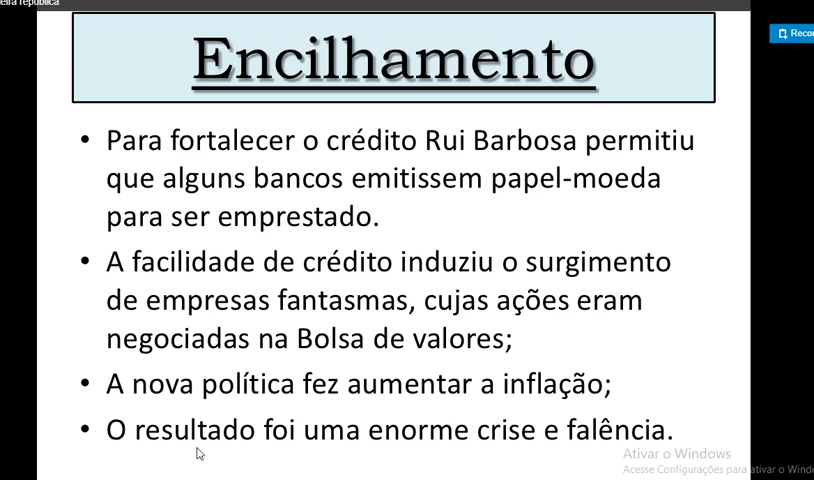 eira república
Recor
Encilhamento
• Para fortalecer o crédito Rui Barbosa permitiu
que alguns bancos emitissem papel-moeda
para ser emprestado.
• A facilidade de crédito induziu o surgimento
de empresas fantasmas, cujas ações eram
negociadas na Bolsa de valores;
• A nova política fez aumentar a inflação;
• O resultado foi uma enorme crise e falência.
Ativar o Windows
Acesse Configurações para ativar o Windo